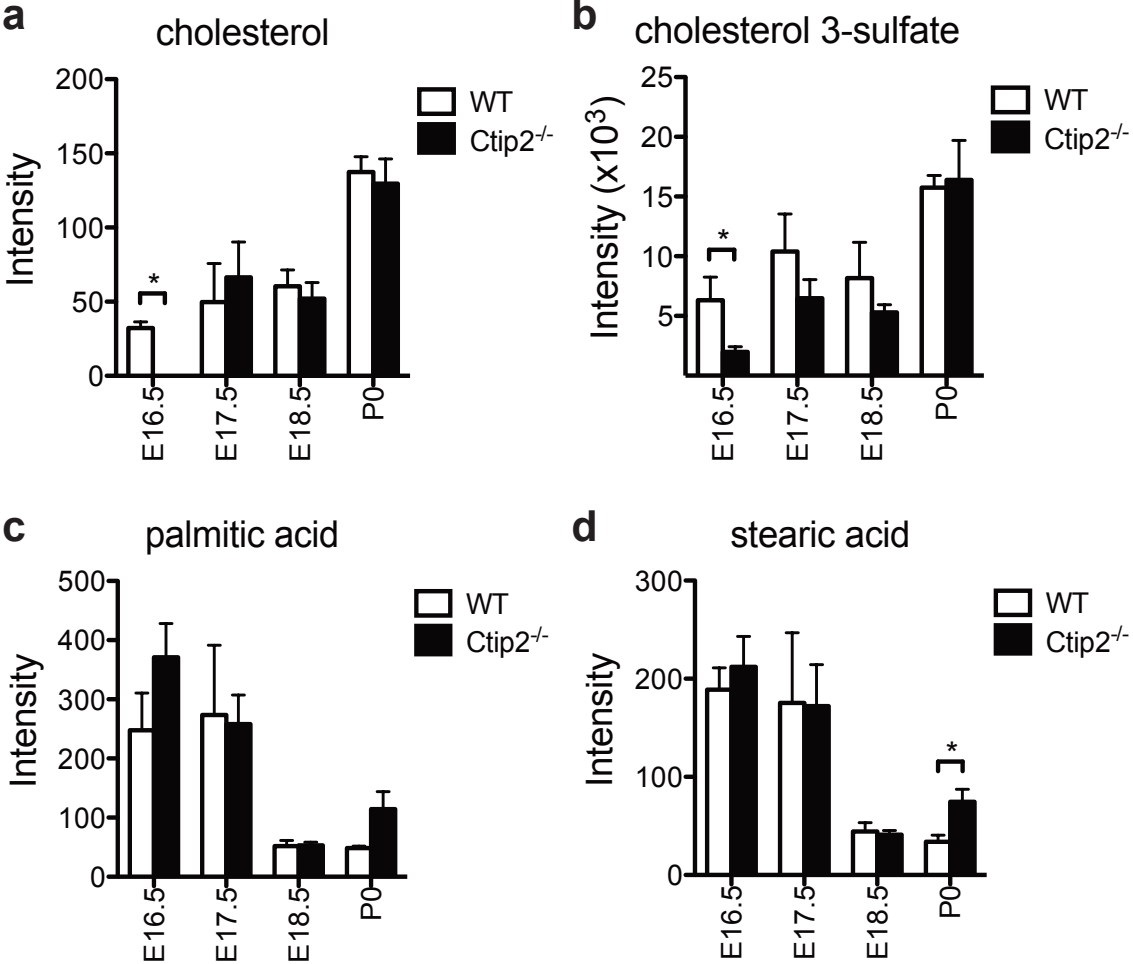 a
cholesterol
200
150
100
50
0
Intensity
*
WT
Ctip2-/-
E16.5
E17.5
E18.5
P0
b
cholesterol 3-sulfate
25
20
15
10
5
Intensity (x10³)
*
WT
Ctip2-/-
E16.5
E17.5
E18.5
P0
c
palmitic acid
500
400
300
200
100
0
Intensity
WT
Ctip2-/-
E16.5
E17.5
E18.5
P0
d
stearic acid
300
200
100
0
Intensity
*
WT
Ctip2-/-
E16.5
E17.5
E18.5
P0